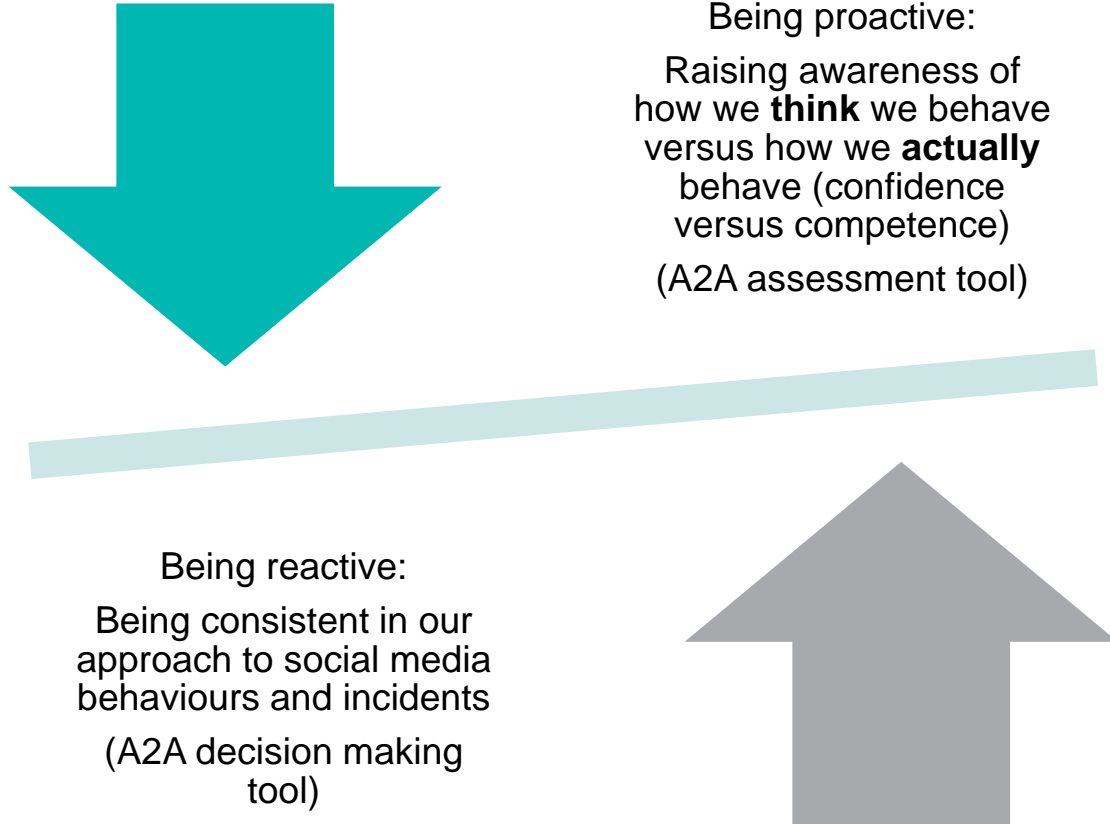 Being proactive:
Raising awareness of
how we think we behave
versus how we actually
behave (confidence
versus competence)
(A2A assessment tool)
Being reactive:
Being consistent in our
approach to social media
behaviours and incidents
(A2A decision making
tool)